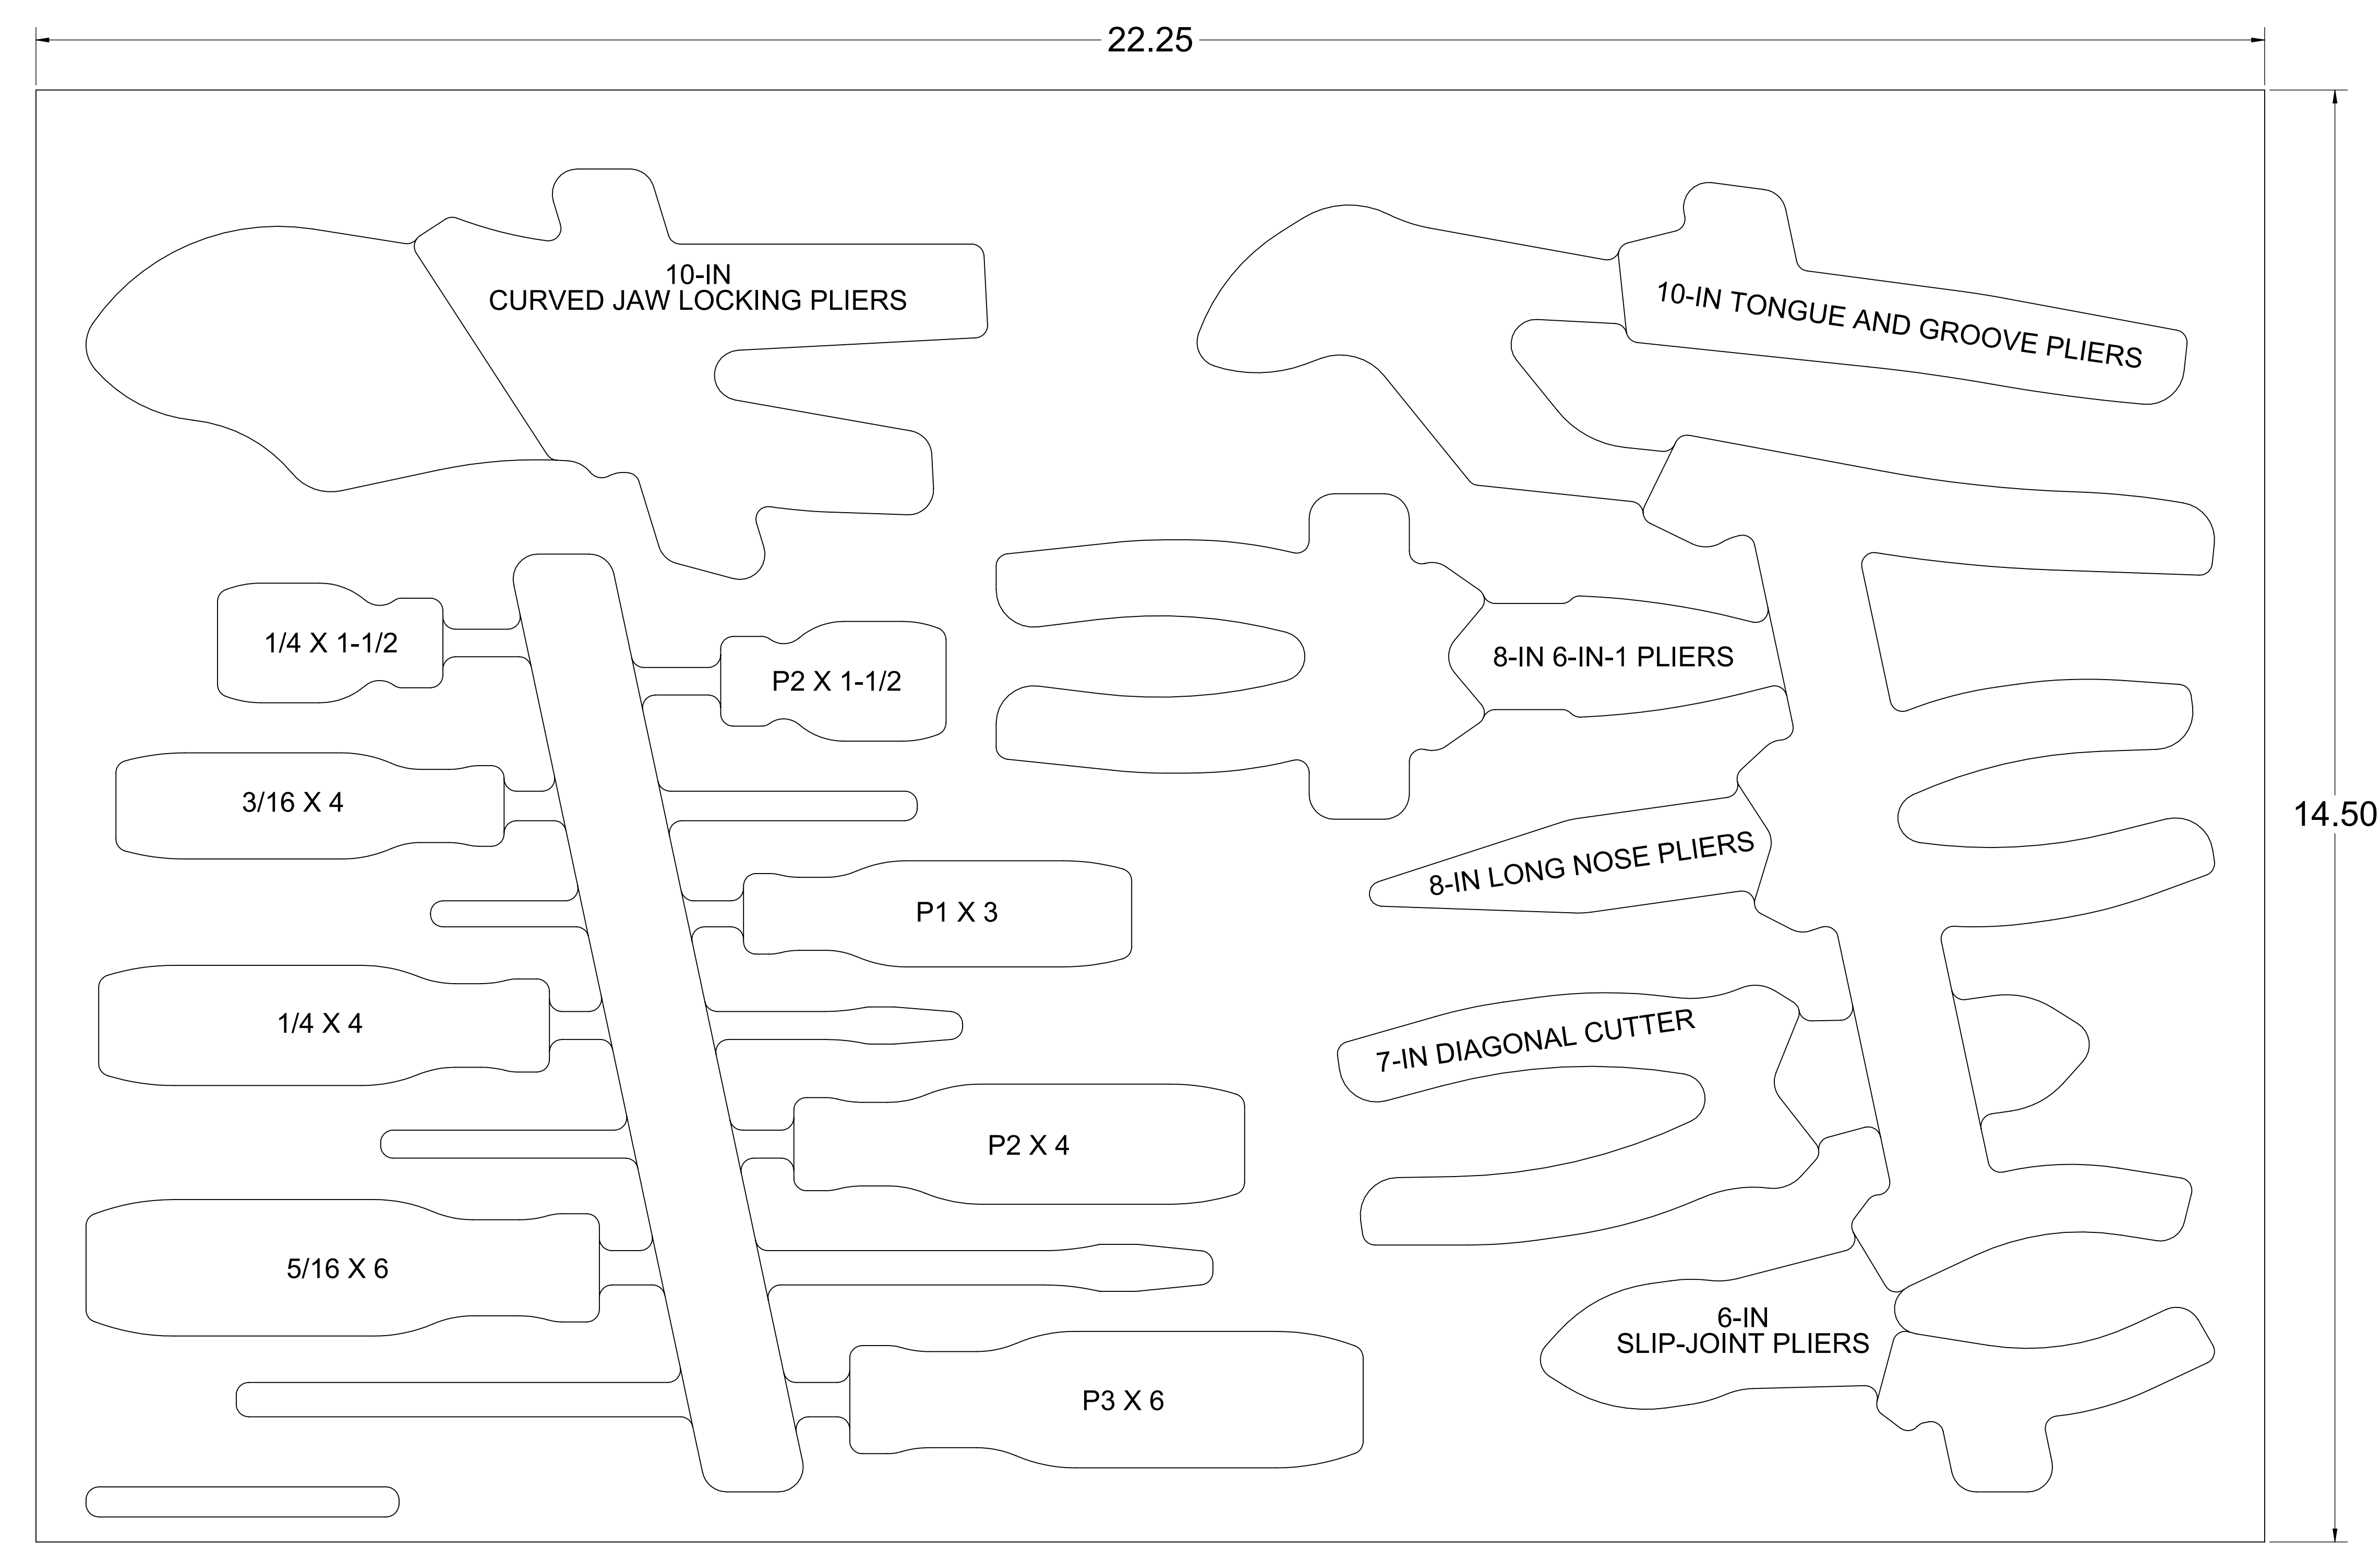 22.25
10-IN
CURVED JAW LOCKING PLIERS
10-IN TONGUE AND GROOVE PLIERS
1/4 X 1-1/2
P2 X 1-1/2
8-IN 6-IN-1 PLIERS
3/16 X 4
14.50
8-IN LONG NOSE PLIERS
P1 X 3
1/4 X 4
7-IN DIAGONAL CUTTER
P2 X 4
5/16 X 6
6-IN
SLIP-JOINT PLIERS
P3 X 6